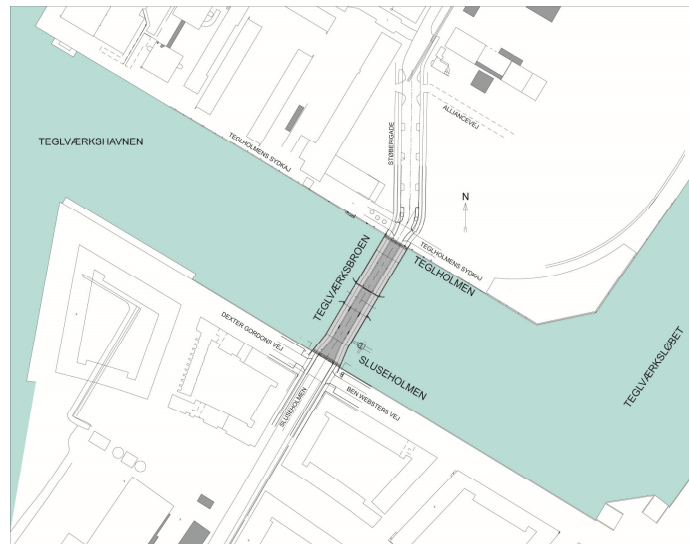 TEGLVÆRKSHAVNEN
TEGLHOLMENS SYDKAJ
STØBERGADE
ALLIANCEVEJ
N
TEGLHOLMENS SYDKAJ
TEGLHOLMEN
TEGLVÆRKSBROEN
DEXTER GORDONS VEJ
SLUSEHOLMEN
SLUSEHOLMEN
BEN WEBSTERS VEJ
TEGLVÆRKSLØBET